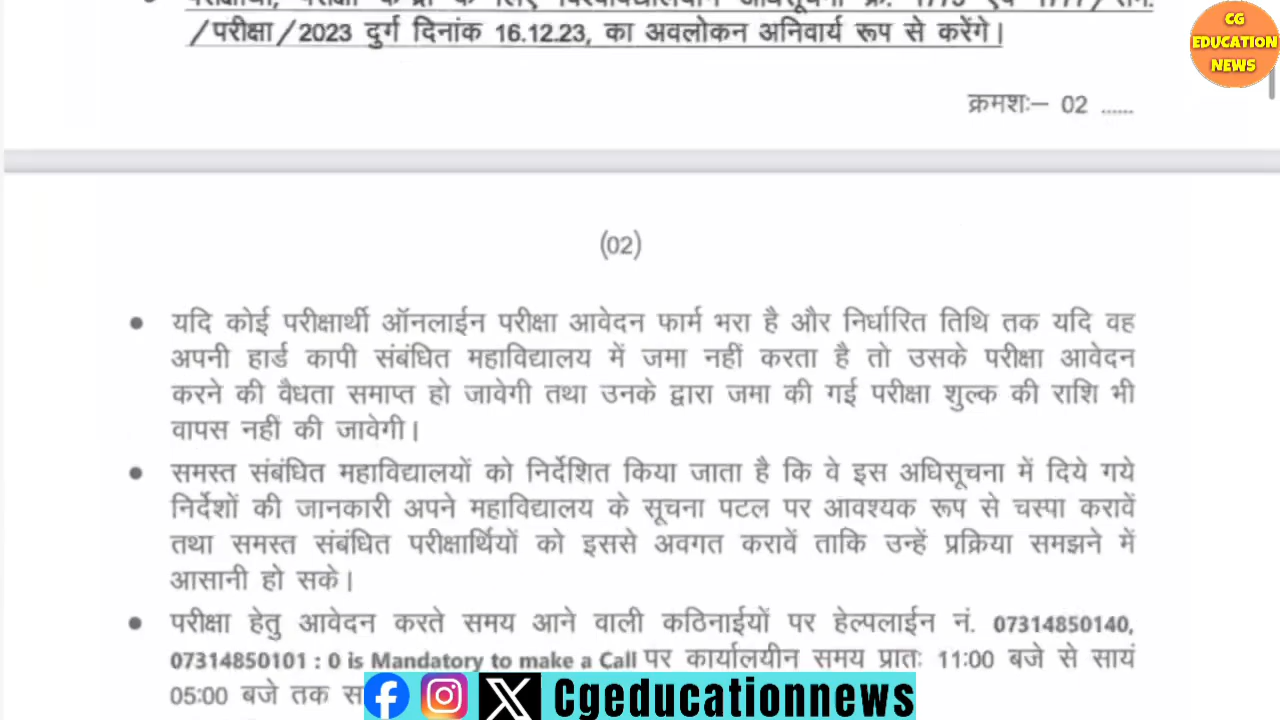 /परीक्षा/2023 दुर्ग दिनांक 16.12.23, का अवलोकन अनिवार्य रूप से करेंगे।
CG
EDUCATION
NEWS
क्रमशः– 02 ......
(02)
• यदि कोई परीक्षार्थी ऑनलाईन परीक्षा आवेदन फार्म भरा है और निर्धारित तिथि तक यदि वह
अपनी हार्ड कापी संबंधित महाविद्यालय में जमा नहीं करता है तो उसके परीक्षा आवेदन
करने की वैधता समाप्त हो जावेगी तथा उनके द्वारा जमा की गई परीक्षा शुल्क की राशि भी
वापस नहीं की जावेगी।
• समस्त संबंधित महाविद्यालयों को निर्देशित किया जाता है कि वे इस अधिसूचना में दिये गये
निर्देशों की जानकारी अपने महाविद्यालय के सूचना पटल पर आवश्यक रूप से चस्पा करावें
तथा समस्त संबंधित परीक्षार्थियों को इससे अवगत करावें ताकि उन्हें प्रक्रिया समझने में
आसानी हो सके।
• परीक्षा हेतु आवेदन करते समय आने वाली कठिनाईयों पर हेल्पलाईन नं. 07314850140,
07314850101 : 0 is Mandatory to make a Call पर कार्यालयीन समय प्रातः 11:00 बजे से सायं
05:00 बजे तक
Cgeducationnews